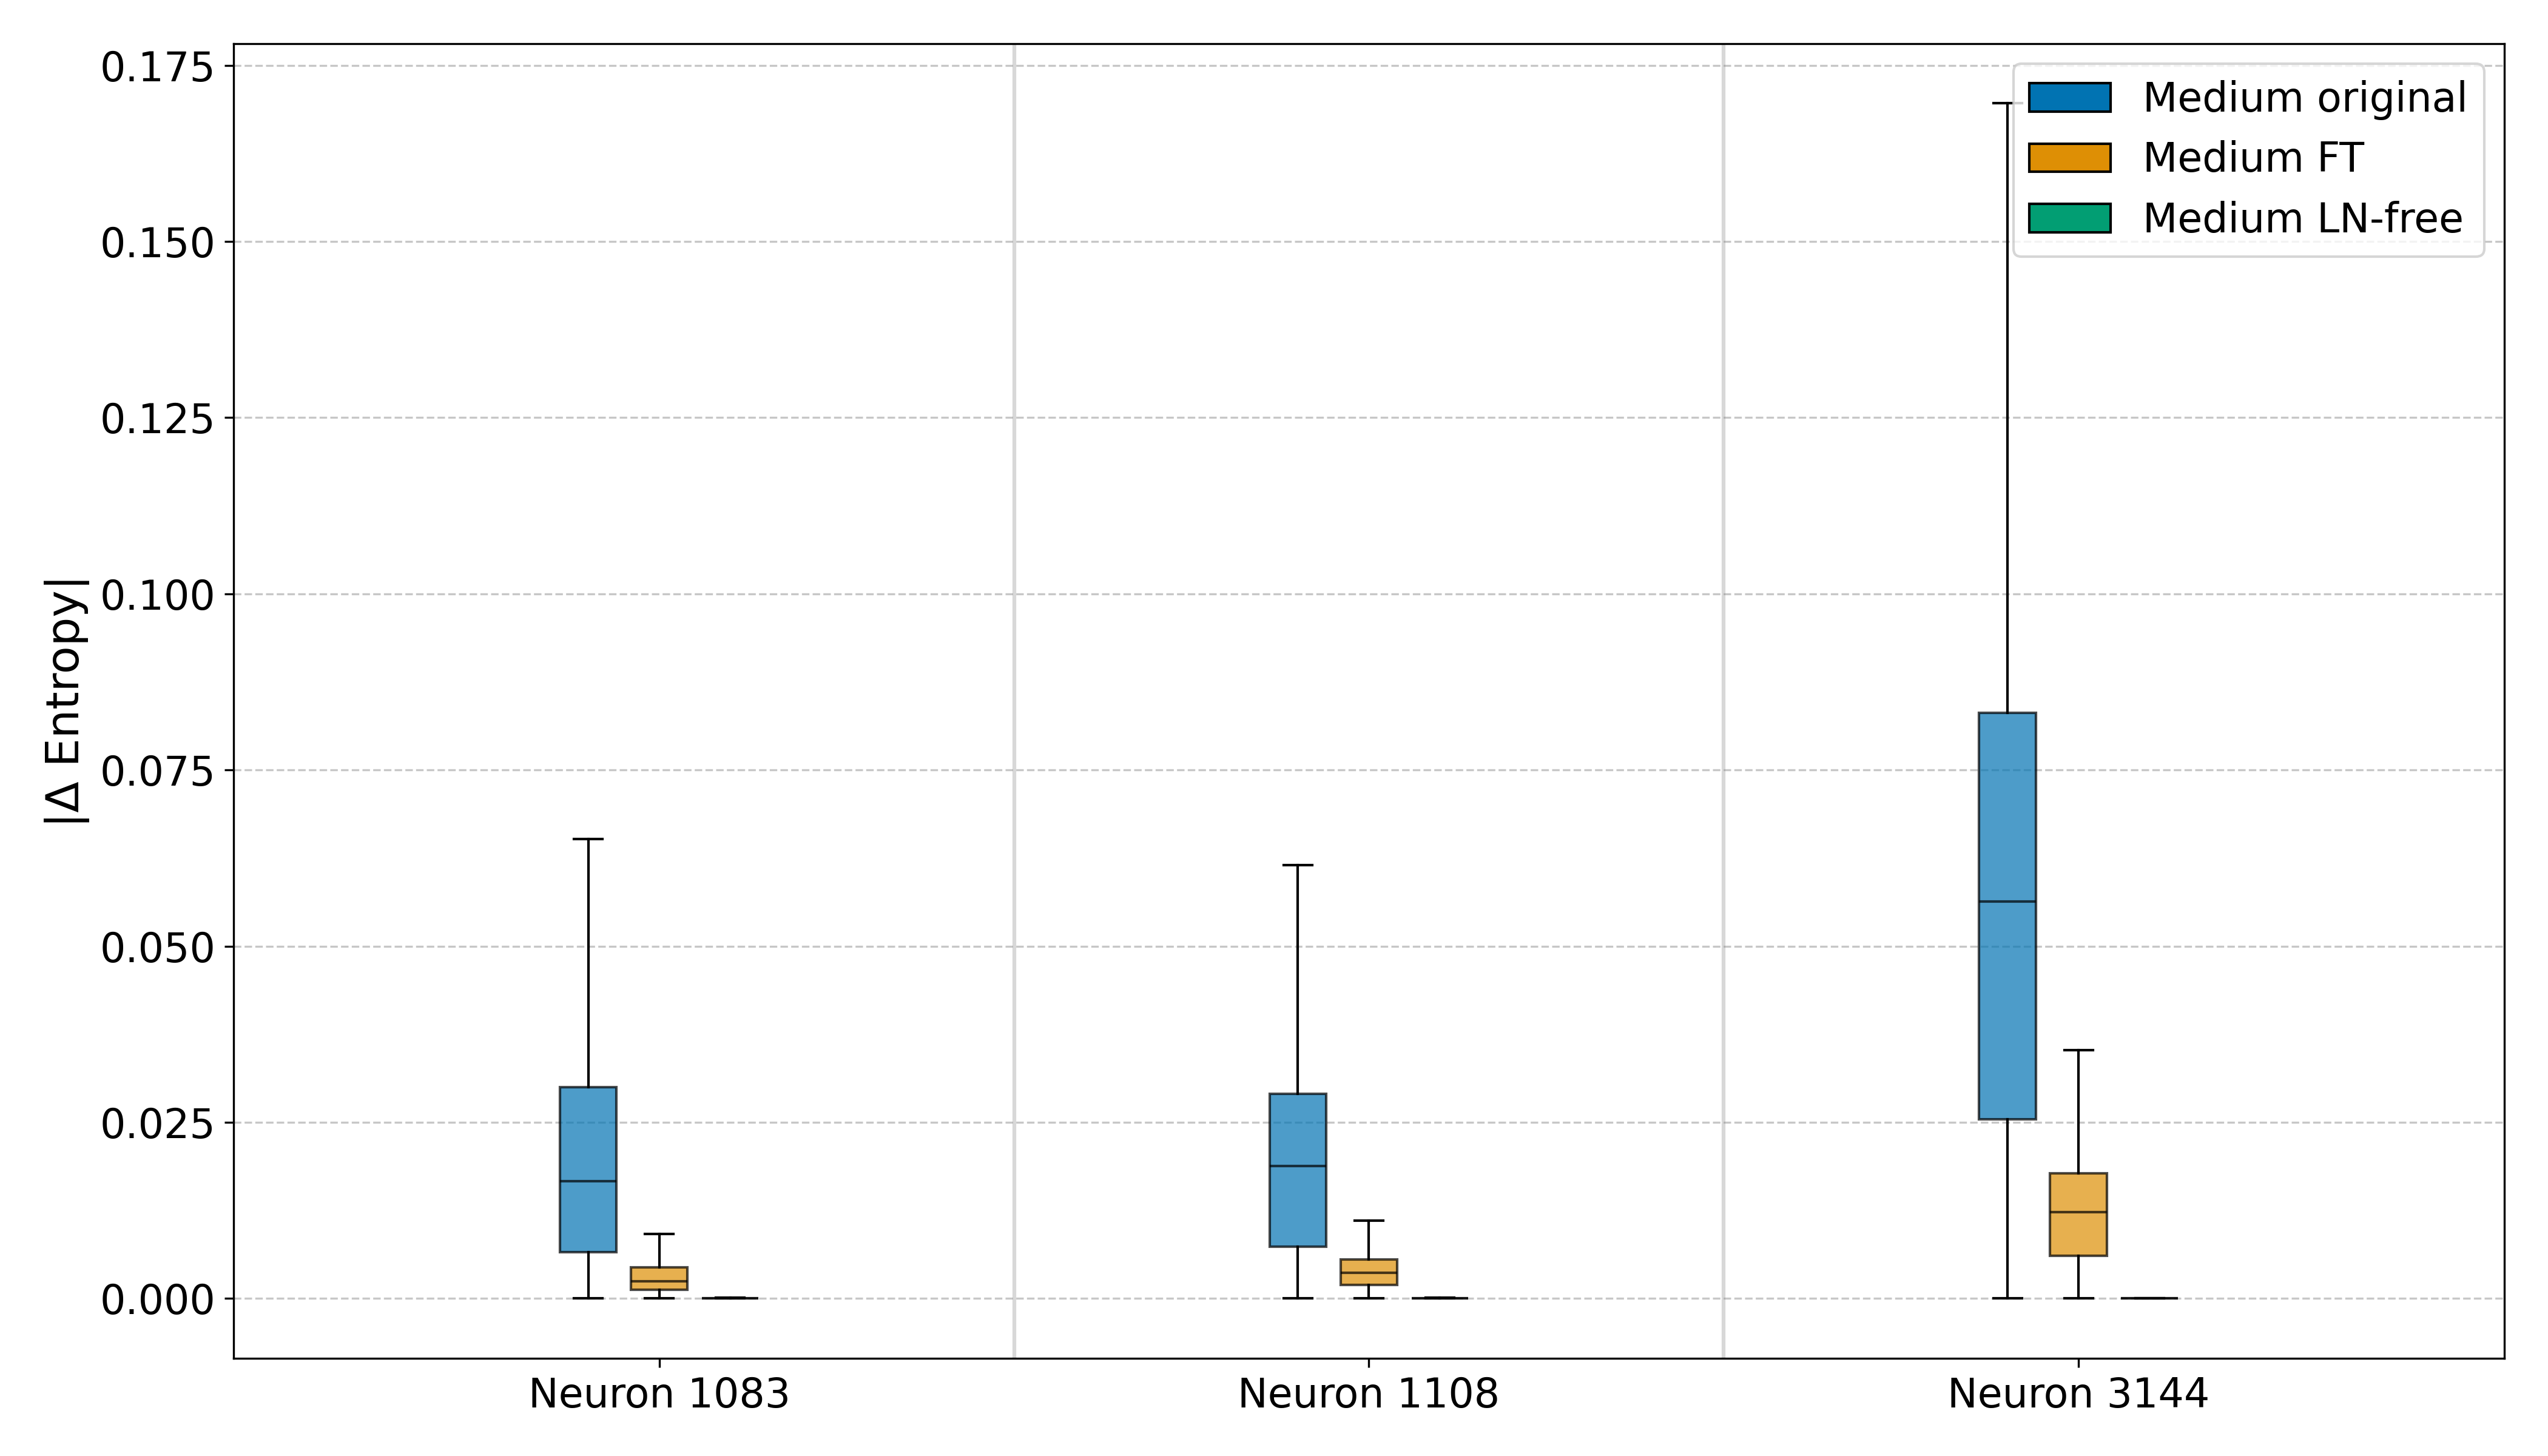 0.175
0.150
0.125
0.100
0.075
0.050
0.025
0.000
|Δ Entropy|
Medium original
Medium FT
Medium LN-free
Neuron 1083
Neuron 1108
Neuron 3144